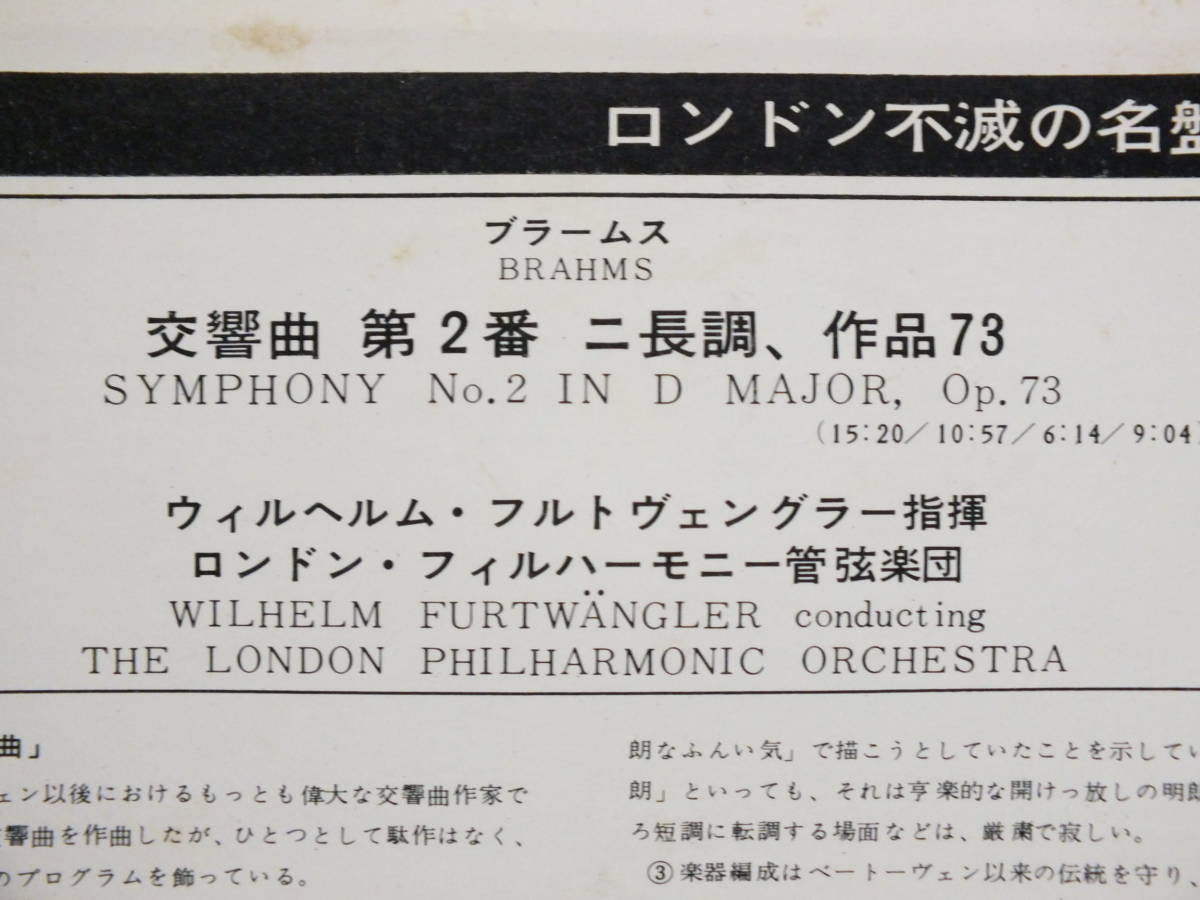 ロンドン不滅の名盤
ブラームス
BRAHMS
交響曲 第2番 ニ長調、作品73
SYMPHONY No.2 IN D MAJOR, Op.73
(15:20/10:57/6:14/9:04)
ウィルヘルム・フルトヴェングラー指揮
ロンドン・フィルハーモニー管弦楽団
WILHELM FURTWÄNGLER conducting
THE LONDON PHILHARMONIC ORCHESTRA
曲」
ェン以後におけるもっとも偉大な交響曲作家で
響曲を作曲したが、ひとつとして駄作はなく、
のプログラムを飾っている。
朗なふんい気」で描こうとしていたことを示してい
朗」といっても、それは亨楽的な開けっ放しの明朗
ろ短調に転調する場面などは、厳粛で寂しい。
③楽器編成はベートーヴェン以来の伝統を守り、